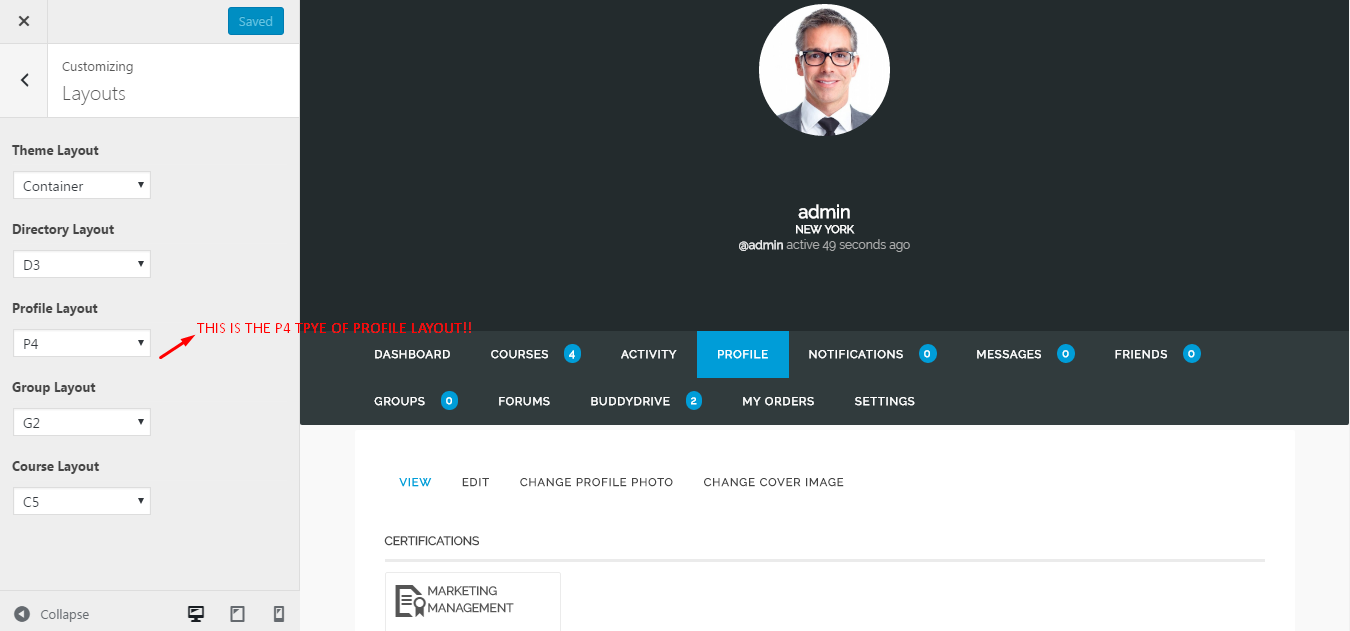 Saved
Customizing
Layouts
Theme Layout
Container
Directory Layout
D3
Profile Layout
P4
THIS IS THE P4 TPYE OF PROFILE LAYOUT!!
Group Layout
G2
Course Layout
C5
Collapse
admin
NEW YORK
@admin active 49 seconds ago
DASHBOARD COURSES 4 ACTIVITY PROFILE NOTIFICATIONS 0 MESSAGES 0 FRIENDS 0
GROUPS 0 FORUMS BUDDYDRIVE 2 MY ORDERS SETTINGS
VIEW EDIT CHANGE PROFILE PHOTO CHANGE COVER IMAGE
CERTIFICATIONS
MARKETING
MANAGEMENT